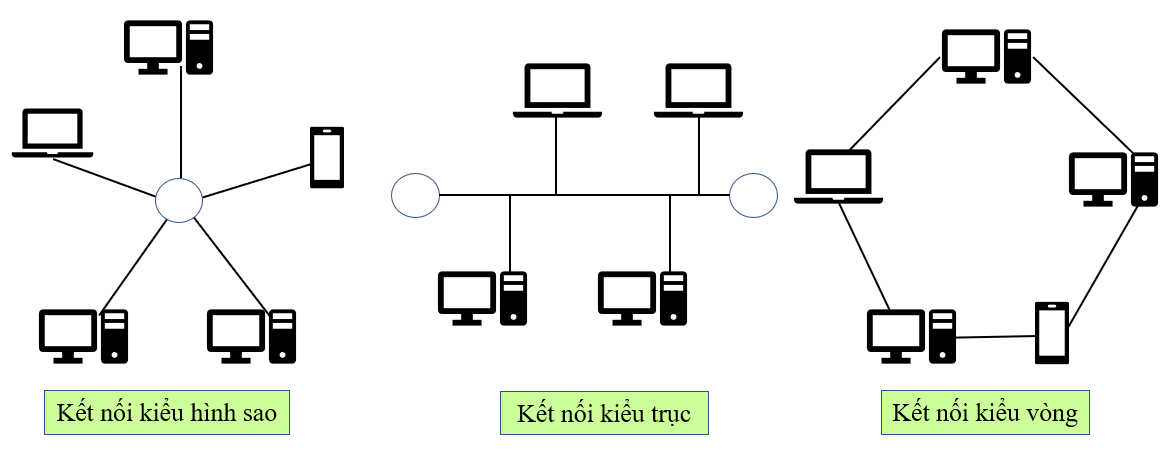 Kết nối kiểu hình sao
Kết nối kiểu trục
Kết nối kiểu vòng